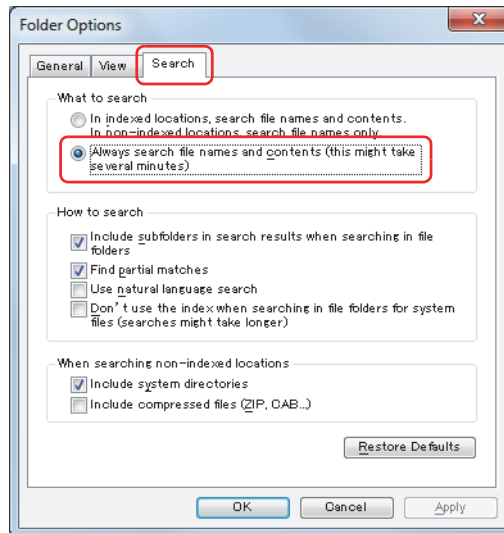 Folder Options
General View Search
What to search
In indexed locations, search file names and contents.
In non-indexed locations, search file names only.
Always search file names and contents (this might take
several minutes)
How to search
Include subfolders in search results when searching in file
folders
Find partial matches
Use natural language search
Don't use the index when searching in file folders for system
files (searches might take longer)
When searching non-indexed locations
Include system directories
Include compressed files (ZIP, CAB...)
Restore Defaults
OK Cancel Apply